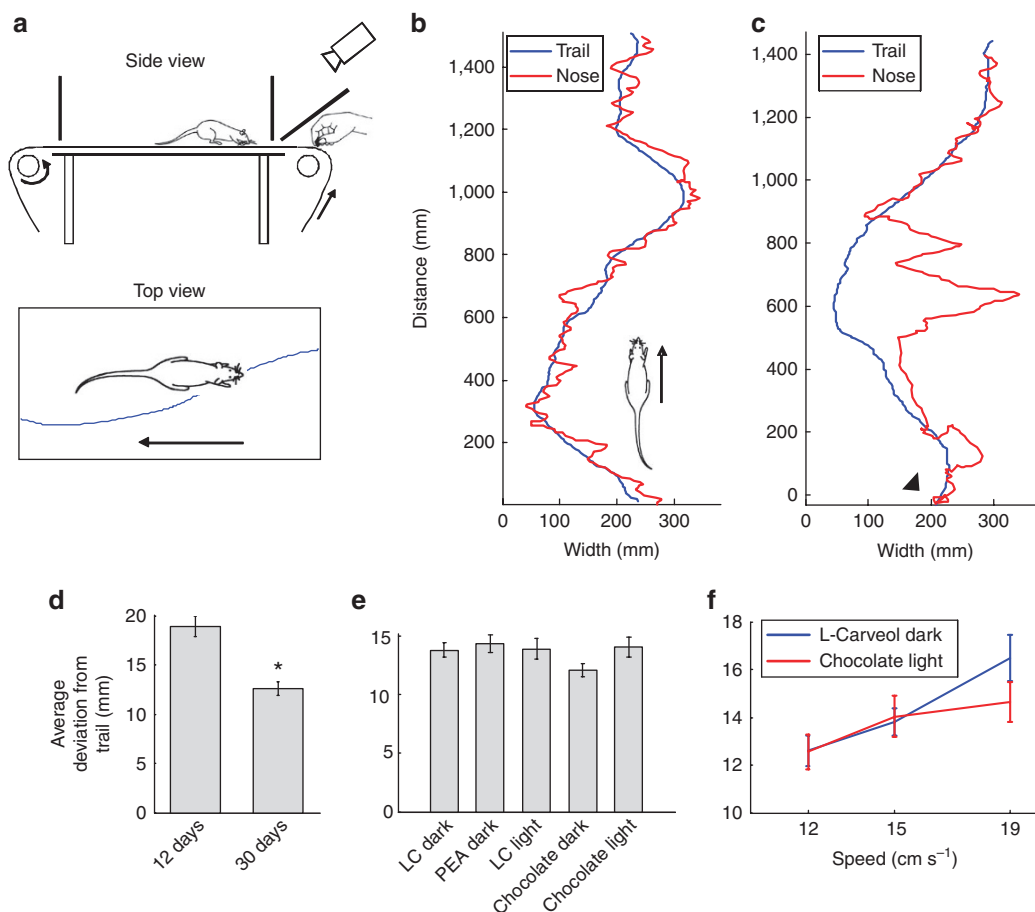 a
Side view
Top view
b
Trail
Nose
1,400
1,200
1,000
800
600
400
200
Distance (mm)
0
100
200
300
Width (mm)
c
Trail
Nose
1,400
1,200
1,000
800
600
400
200
0
0
100
200
300
Width (mm)
d
20
15
10
5
0
Average
deviation from
trail (mm)
*
12 days
30 days
e
15
10
5
0
LC dark
PEA dark
LC light
Chocolate dark
Chocolate light
f
L-Carveol dark
Chocolate light
18
16
14
12
10
12
15
19
Speed (cm s⁻¹)